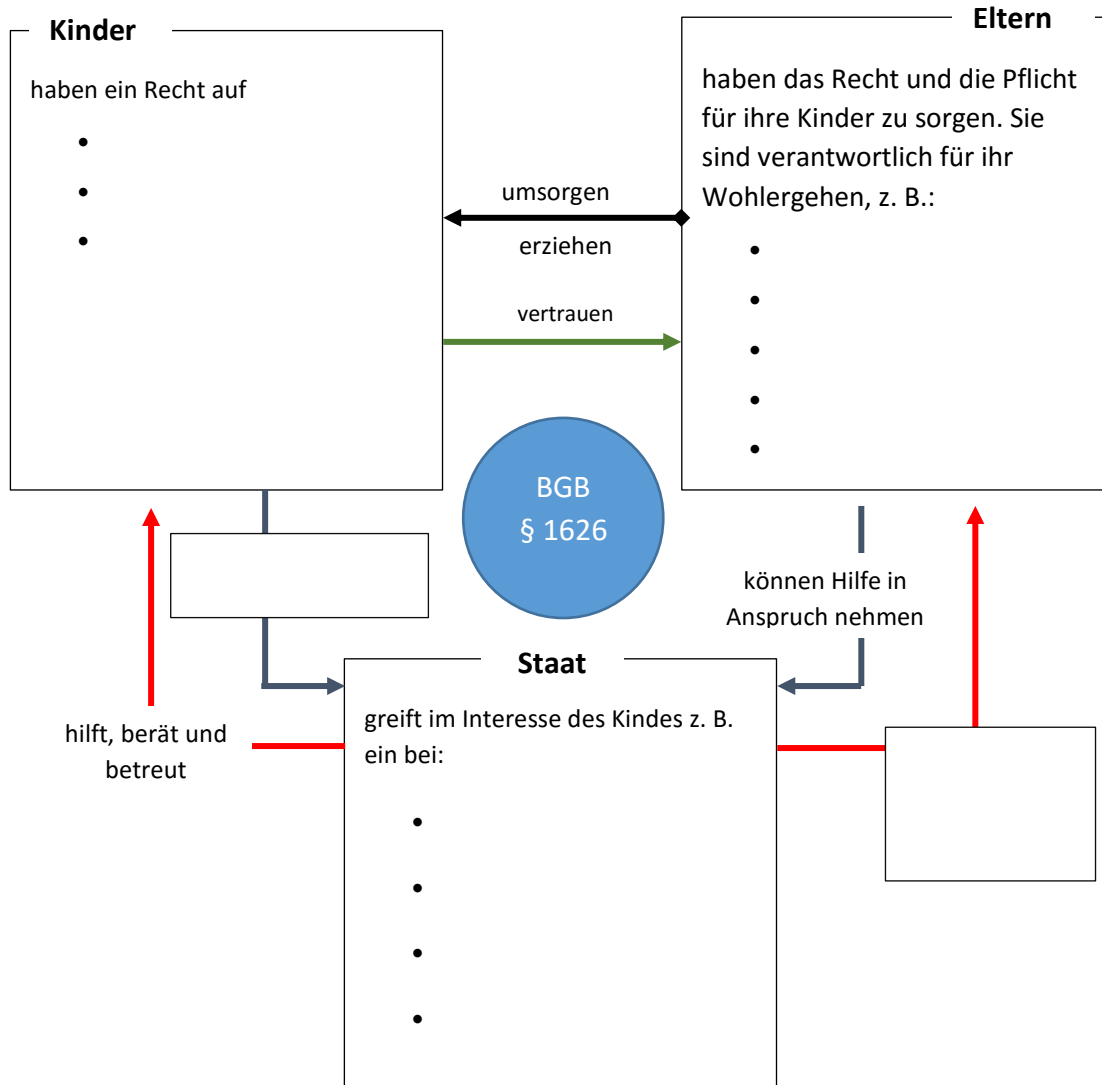 Kinder
haben ein Recht auf
•
•
•
Eltern
haben das Recht und die Pflicht
für ihre Kinder zu sorgen. Sie
sind verantwortlich für ihr
Wohlergehen, z. B.:
•
•
•
•
•
umsorgen
erziehen
vertrauen
BGB
§ 1626
können Hilfe in
Anspruch nehmen
Staat
greift im Interesse des Kindes z. B.
ein bei:
•
•
•
•
hilft, berät und
betreut